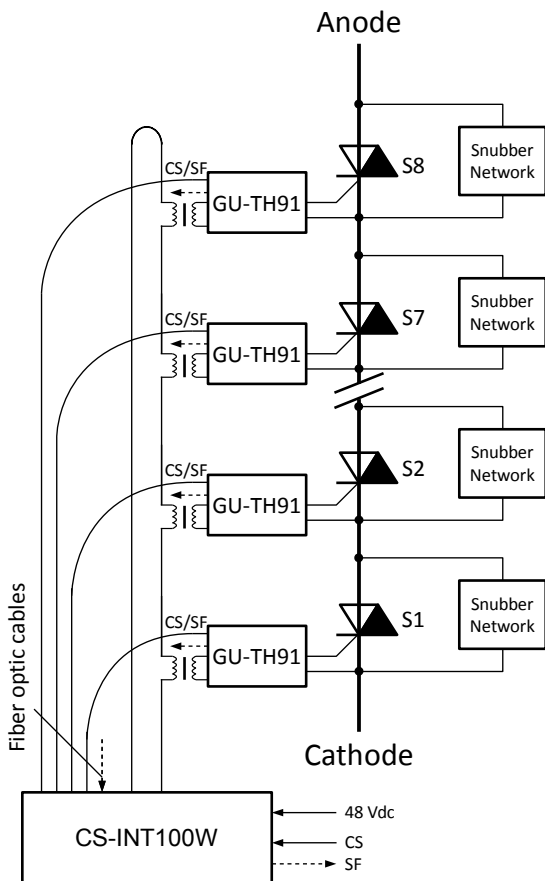 Anode
CS/SF
GU-TH91
S8
Snubber
Network
CS/SF
GU-TH91
S7
Snubber
Network
CS/SF
GU-TH91
S2
Snubber
Network
CS/SF
GU-TH91
S1
Snubber
Network
Fiber optic cables
Cathode
CS-INT100W
48 Vdc
CS
SF